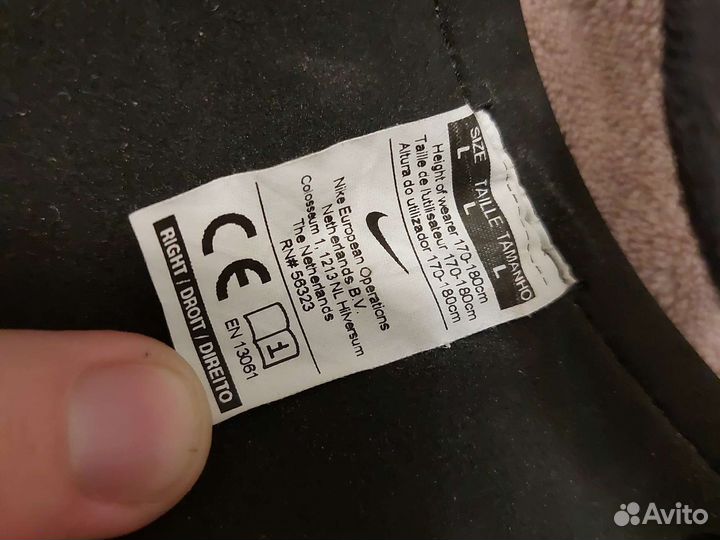 SIZE TAILLE TAMANHO
L L L
Height of wearer 170-180cm
Taille de l'utilisateur 170-180cm
Altura do utilizador 170-180cm
Nike European Operations
Netherlands B.V.
Colosseum 1, 1213 NL Hilversum
The Netherlands
RN# 56323
CE
EN 13061
RIGHT / DROIT / DIREITO
Avito